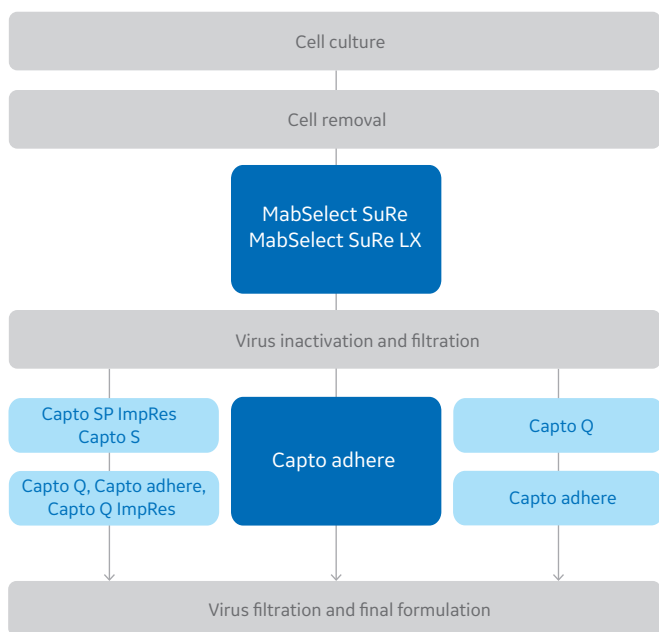 Cell culture
Cell removal
MabSelect SuRe
MabSelect SuRe LX
Virus inactivation and filtration
Capto SP ImpRes
Capto S
Capto Q, Capto adhere,
Capto Q ImpRes
Capto adhere
Capto Q
Capto adhere
Virus filtration and final formulation